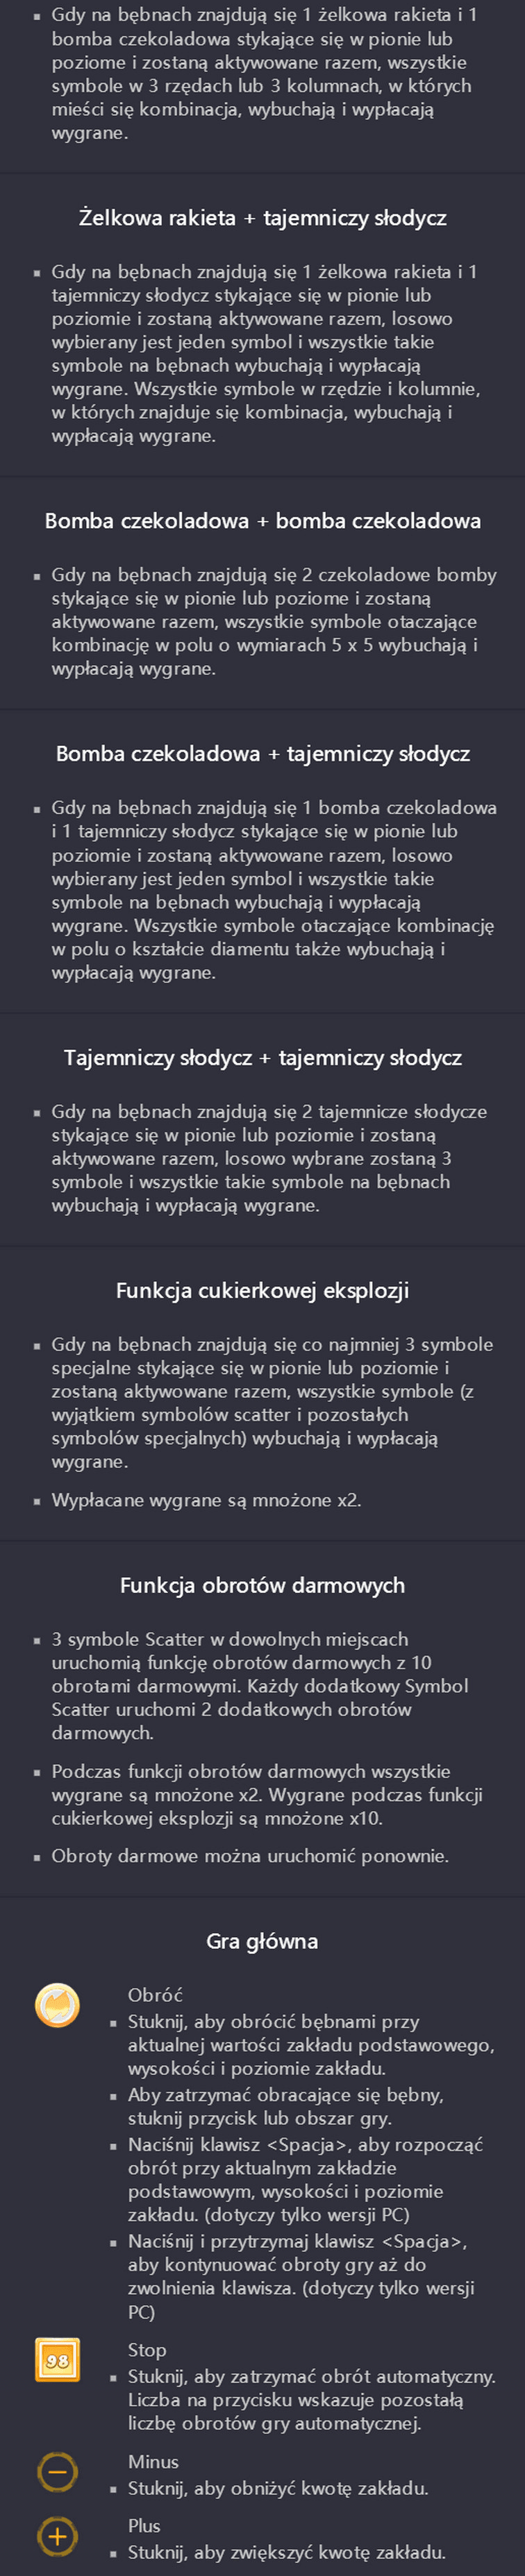 ▪ Gdy na bębnach znajdują się 1 żelkowa rakieta i 1
bomba czekoladowa stykające się w pionie lub
poziome i zostaną aktywowane razem, wszystkie
symbole w 3 rzędach lub 3 kolumnach, w których
mieści się kombinacja, wybuchają i wypłacają
wygrane.
Żelkowa rakieta + tajemniczy słodycz
▪ Gdy na bębnach znajdują się 1 żelkowa rakieta i 1
tajemniczy słodycz stykające się w pionie lub
poziomie i zostaną aktywowane razem, losowo
wybierany jest jeden symbol i wszystkie takie
symbole na bębnach wybuchają i wypłacają
wygrane. Wszystkie symbole w rzędzie i kolumnie,
w których znajduje się kombinacja, wybuchają i
wypłacają wygrane.
Bomba czekoladowa + bomba czekoladowa
▪ Gdy na bębnach znajdują się 2 czekoladowe bomby
stykające się w pionie lub poziome i zostaną
aktywowane razem, wszystkie symbole otaczające
kombinację w polu o wymiarach 5 x 5 wybuchają i
wypłacają wygrane.
Bomba czekoladowa + tajemniczy słodycz
▪ Gdy na bębnach znajdują się 1 bomba czekoladowa
i 1 tajemniczy słodycz stykające się w pionie lub
poziomie i zostaną aktywowane razem, losowo
wybierany jest jeden symbol i wszystkie takie
symbole na bębnach wybuchają i wypłacają
wygrane. Wszystkie symbole otaczające kombinację
w polu o kształcie diamentu także wybuchają i
wypłacają wygrane.
Tajemniczy słodycz + tajemniczy słodycz
▪ Gdy na bębnach znajdują się 2 tajemnicze słodycze
stykające się w pionie lub poziomie i zostaną
aktywowane razem, losowo wybrane zostaną 3
symbole i wszystkie takie symbole na bębnach
wybuchają i wypłacają wygrane.
Funkcja cukierkowej eksplozji
▪ Gdy na bębnach znajdują się co najmniej 3 symbole
specjalne stykające się w pionie lub poziomie i
zostaną aktywowane razem, wszystkie symbole (z
wyjątkiem symbolów scatter i pozostałych
symbolów specjalnych) wybuchają i wypłacają
wygrane.
▪ Wypłacane wygrane są mnożone x2.
Funkcja obrotów darmowych
▪ 3 symbole Scatter w dowolnych miejscach
uruchomią funkcję obrotów darmowych z 10
obrotami darmowymi. Każdy dodatkowy Symbol
Scatter uruchomi 2 dodatkowych obrotów
darmowych.
▪ Podczas funkcji obrotów darmowych wszystkie
wygrane są mnożone x2. Wygrane podczas funkcji
cukierkowej eksplozji są mnożone x10.
▪ Obroty darmowe można uruchomić ponownie.
Gra główna
Obróć
▪ Stuknij, aby obrócić bębnami przy
aktualnej wartości zakładu podstawowego,
wysokości i poziomie zakładu.
▪ Aby zatrzymać obracające się bębny,
stuknij przycisk lub obszar gry.
▪ Naciśnij klawisz <Spacja>, aby rozpocząć
obrót przy aktualnym zakładzie
podstawowym, wysokości i poziomie
zakładu. (dotyczy tylko wersji PC)
▪ Naciśnij i przytrzymaj klawisz <Spacja>,
aby kontynuować obroty gry aż do
zwolnienia klawisza. (dotyczy tylko wersji
PC)
98
Stop
▪ Stuknij, aby zatrzymać obrót automatyczny.
Liczba na przycisku wskazuje pozostałą
liczbę obrotów gry automatycznej.
Minus
▪ Stuknij, aby obniżyć kwotę zakładu.
Plus
▪ Stuknij, aby zwiększyć kwotę zakładu.